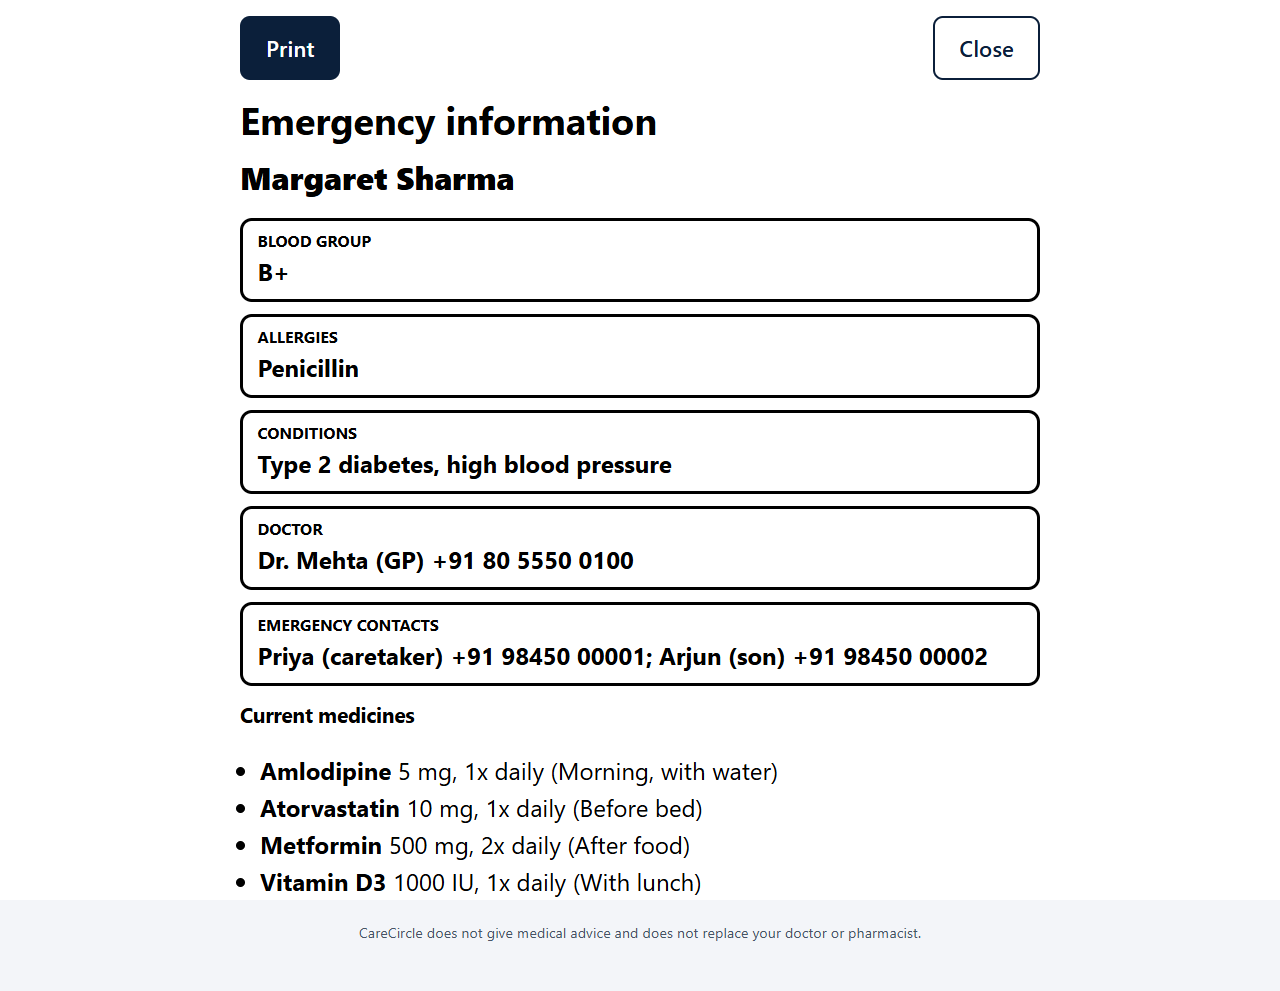 Print
Close
Emergency information
Margaret Sharma
BLOOD GROUP
B+
ALLERGIES
Penicillin
CONDITIONS
Type 2 diabetes, high blood pressure
DOCTOR
Dr. Mehta (GP) +91 80 5550 0100
EMERGENCY CONTACTS
Priya (caretaker) +91 98450 00001; Arjun (son) +91 98450 00002
Current medicines
• Amlodipine 5 mg, 1x daily (Morning, with water)
• Atorvastatin 10 mg, 1x daily (Before bed)
• Metformin 500 mg, 2x daily (After food)
• Vitamin D3 1000 IU, 1x daily (With lunch)
CareCircle does not give medical advice and does not replace your doctor or pharmacist.